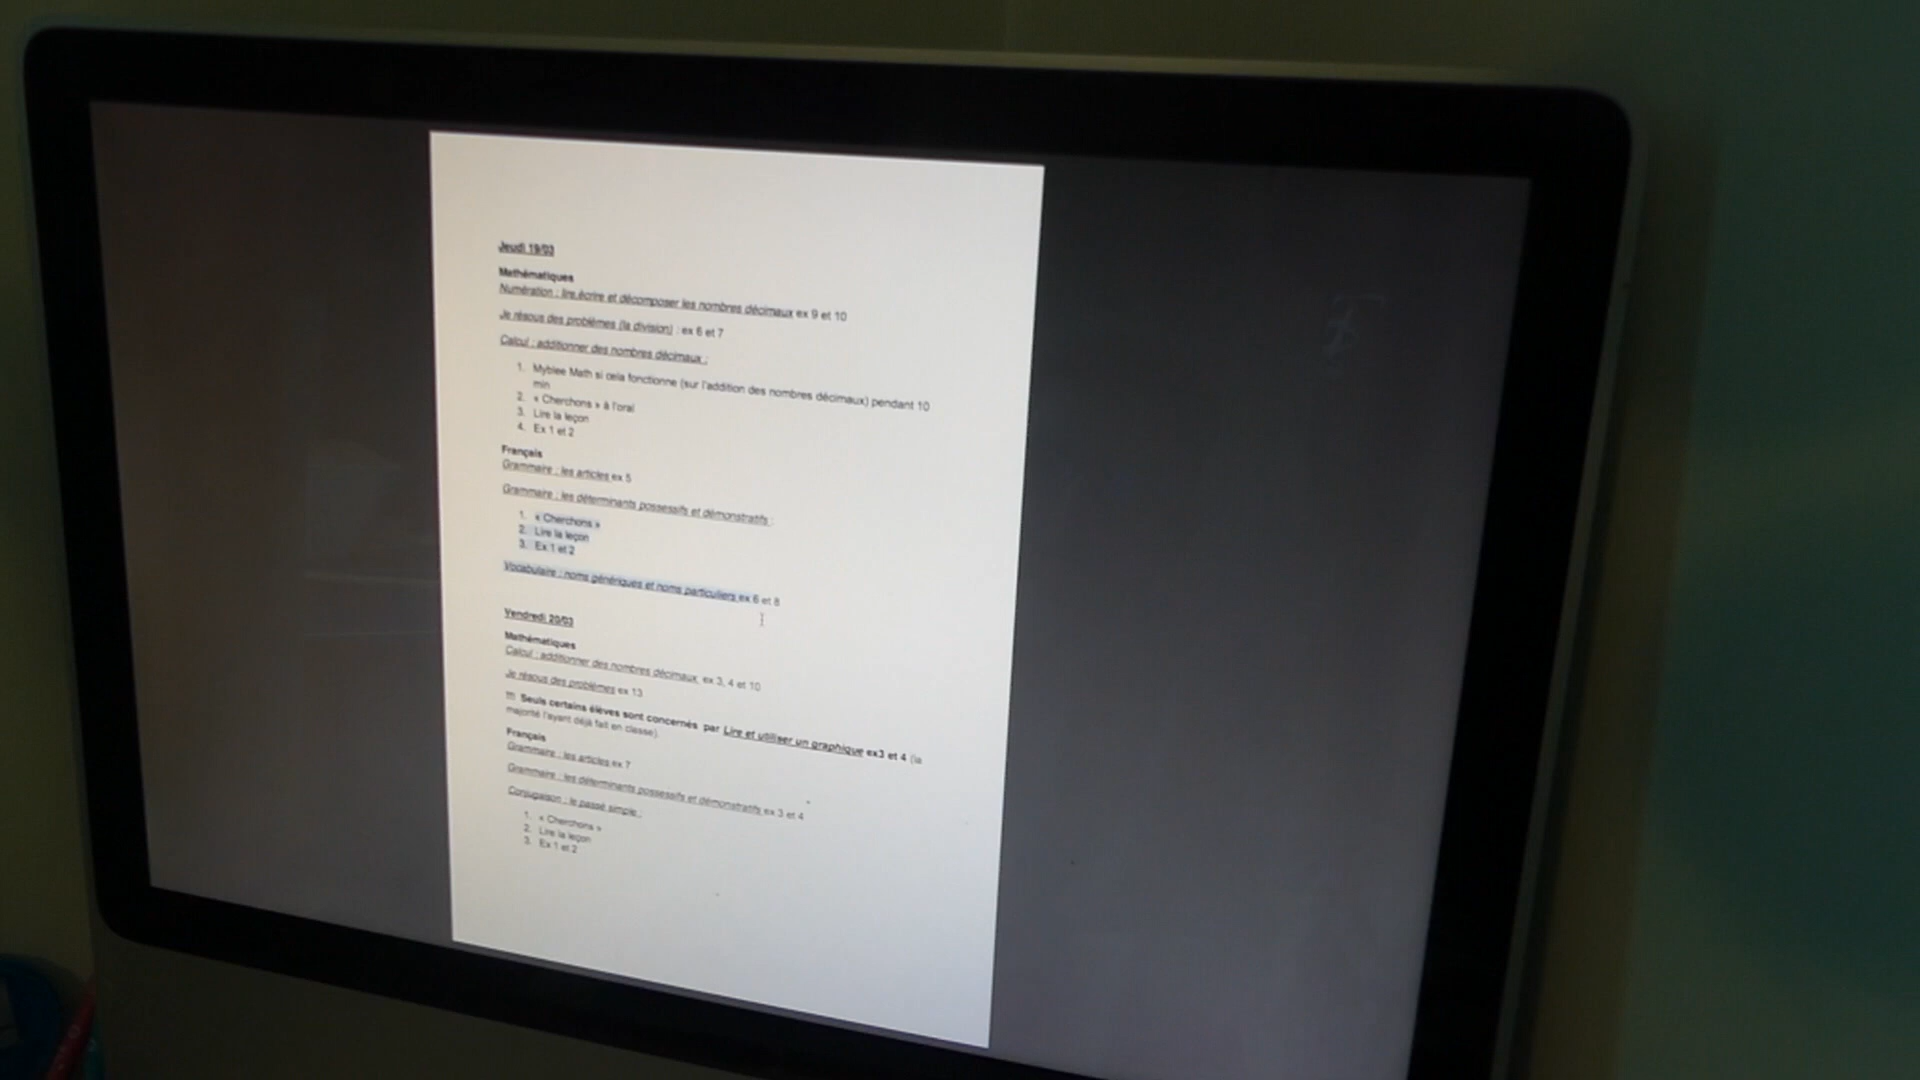 Jeudi 19/03
Mathématiques
Numération : lire,écrire et décomposer les nombres décimaux ex 9 et 10
Je résous des problèmes (la division) : ex 6 et 7
Calcul : additionner des nombres décimaux :
1. Myblee Math si cela fonctionne (sur l'addition des nombres décimaux) pendant 10
min
2. « Cherchons » à l'oral
3. Lire la leçon
4. Ex 1 et 2
Français
Grammaire : les articles ex 5
Grammaire : les déterminants possessifs et démonstratifs :
1. « Cherchons »
2. Lire la leçon
3. Ex 1 et 2
Vocabulaire : noms génériques et noms particuliers ex 6 et 8
Vendredi 20/03
Mathématiques
Calcul : additionner des nombres décimaux ex 3, 4 et 10
Je résous des problèmes ex 13
!!! Seuls certains élèves sont concernés par Lire et utiliser un graphique ex3 et 4 (la
majorité l'ayant déjà fait en classe).
Français
Grammaire : les articles ex 7
Grammaire : les déterminants possessifs et démonstratifs ex 3 et 4
Conjugaison : le passé simple :
1. « Cherchons »
2. Lire la leçon
3. Ex 1 et 2